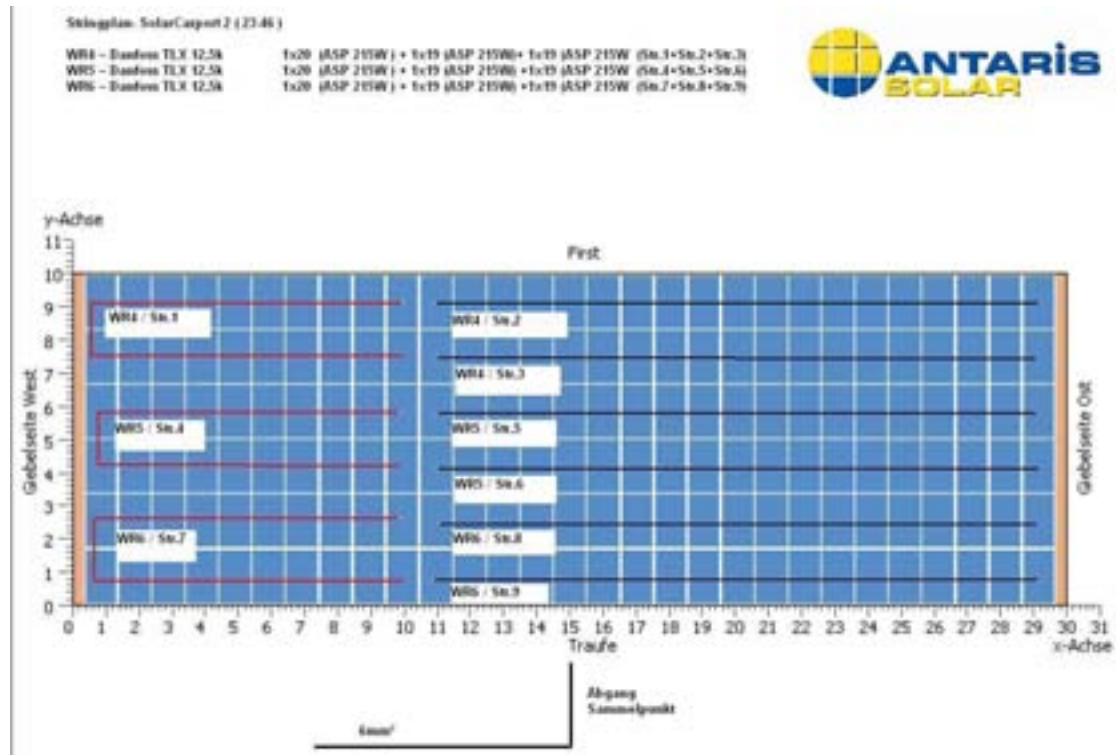 Stringplan: SolarCarport 2 ( 23.46 )
WR4 – Danfoss TLX 12,5k 1x20 (ASP 215W ) + 1x19 (ASP 215W)+ 1x19 (ASP 215W (Str.1+Str.2+Str.3)
WR5 – Danfoss TLX 12,5k 1x20 (ASP 215W ) + 1x19 (ASP 215W) +1x19 (ASP 215W (Str.4+Str.5+Str.6)
WR6 – Danfoss TLX 12,5k 1x20 (ASP 215W ) + 1x19 (ASP 215W) +1x19 (ASP 215W (Str.7+Str.8+Str.9)
ANTARIS
SOLAR
y-Achse
First
11
10
9
8
7
6
5
4
3
2
1
0
Giebelseite West
WR4 / Str.1
WR4 / Str.2
WR4 / Str.3
WR5 / Str.4
WR5 / Str.5
WR5 / Str.6
WR6 / Str.7
WR6 / Str.8
WR6 / Str.9
Giebelseite Ost
0 1 2 3 4 5 6 7 8 9 10 11 12 13 14 15 16 17 18 19 20 21 22 23 24 25 26 27 28 29 30 31
Traufe
x-Achse
Abgang
Sammelpunkt
6mm²